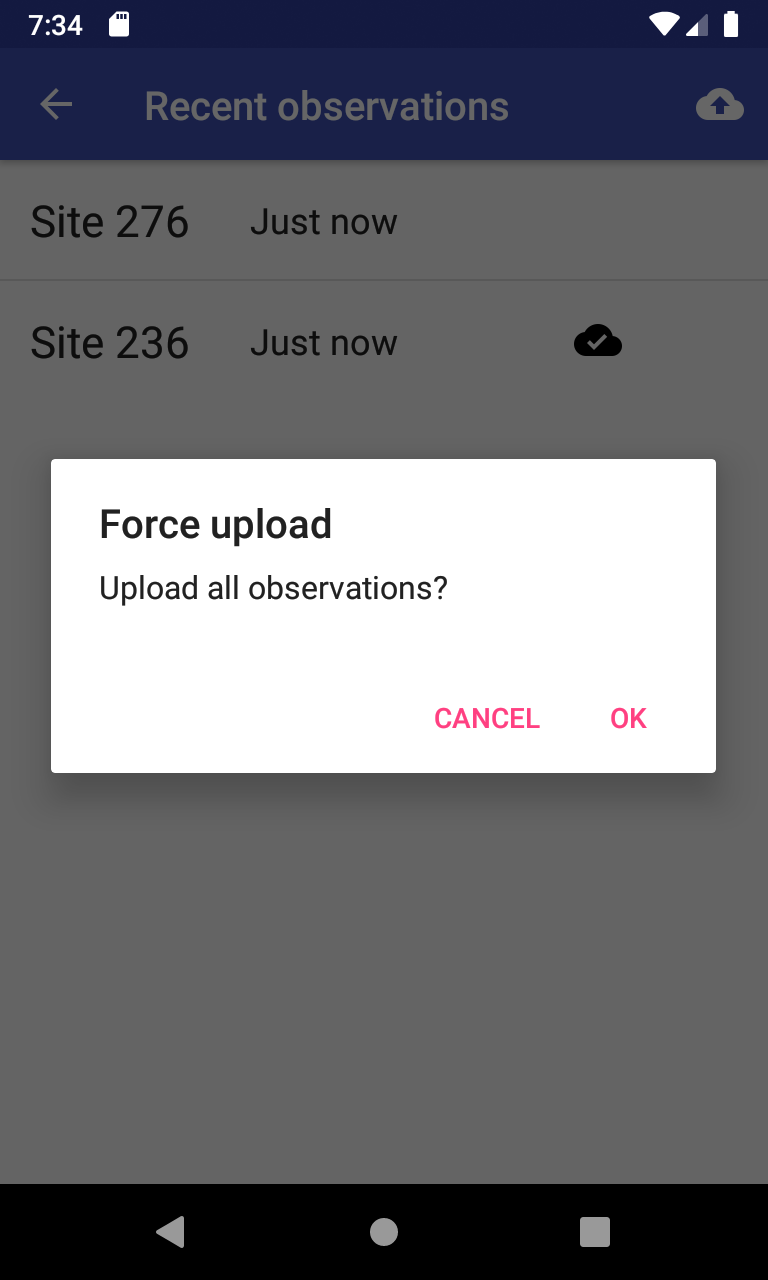 7:34
Recent observations
Site 276 Just now
Site 236 Just now
Force upload
Upload all observations?
CANCEL OK